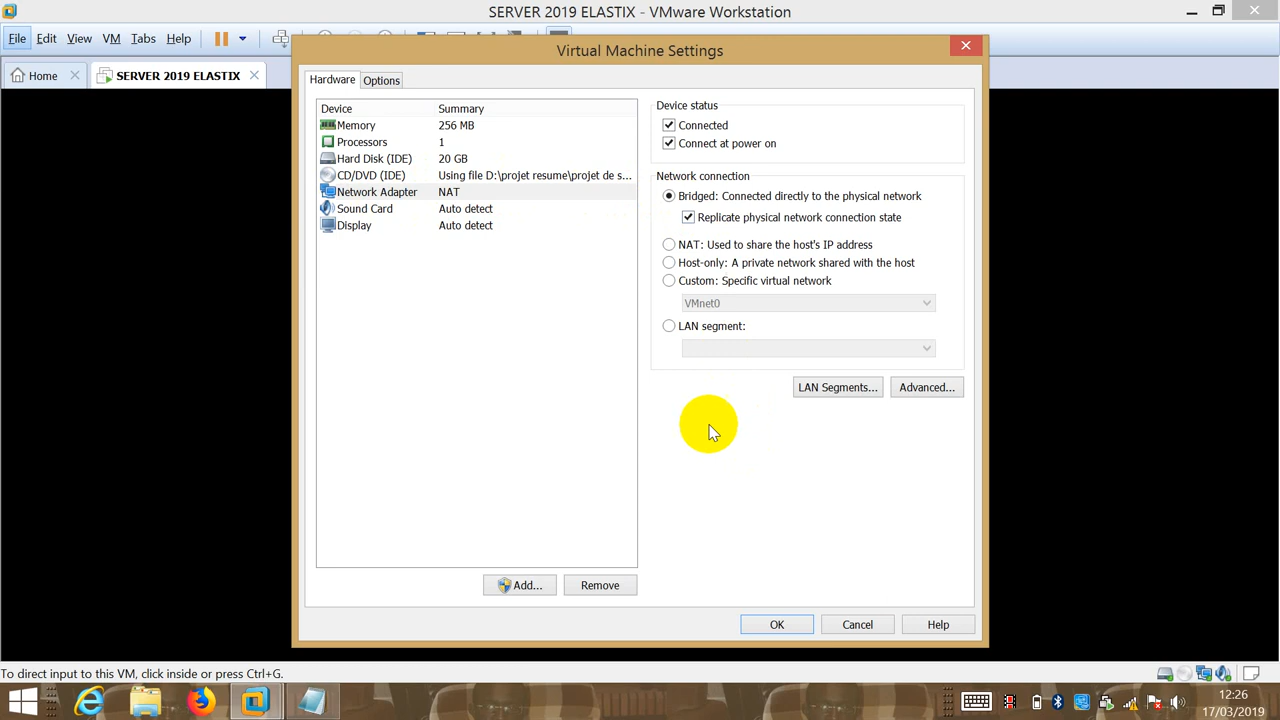 SERVER 2019 ELASTIX - VMware Workstation
File Edit View VM Tabs Help
Virtual Machine Settings
Home
SERVER 2019 ELASTIX
Hardware Options
Device Summary
Memory 256 MB
Processors 1
Hard Disk (IDE) 20 GB
CD/DVD (IDE) Using file D:\projet resume\projet de s...
Network Adapter NAT
Sound Card Auto detect
Display Auto detect
Add... Remove
Device status
Connected
Connect at power on
Network connection
Bridged: Connected directly to the physical network
Replicate physical network connection state
NAT: Used to share the host's IP address
Host-only: A private network shared with the host
Custom: Specific virtual network
VMnet0
LAN segment:
LAN Segments... Advanced...
OK Cancel Help
To direct input to this VM, click inside or press Ctrl+G.
12:26
17/03/2019